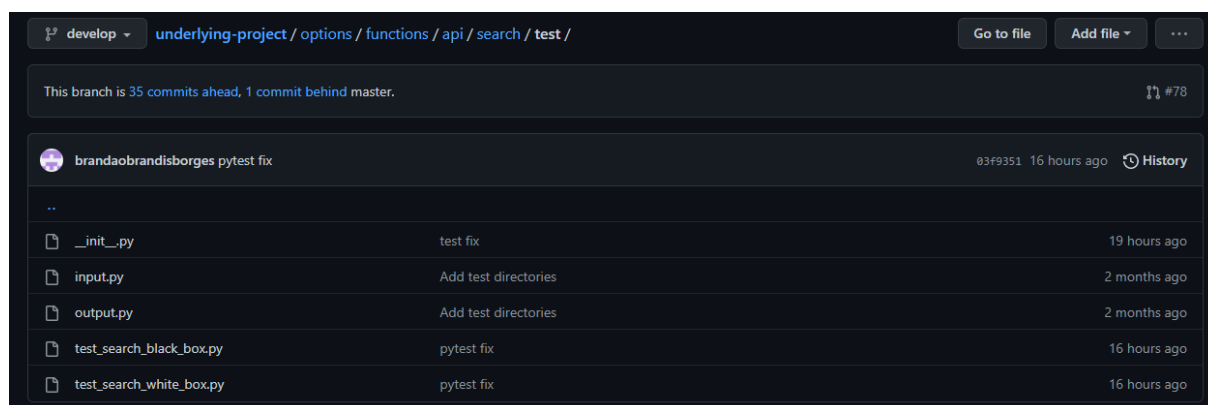 develop underlying-project / options / functions / api / search / test / Go to file Add file ...
This branch is 35 commits ahead, 1 commit behind master. #78
brandaobrandisborges pytest fix 03f9351 16 hours ago History
..
__init__.py test fix 19 hours ago
input.py Add test directories 2 months ago
output.py Add test directories 2 months ago
test_search_black_box.py pytest fix 16 hours ago
test_search_white_box.py pytest fix 16 hours ago